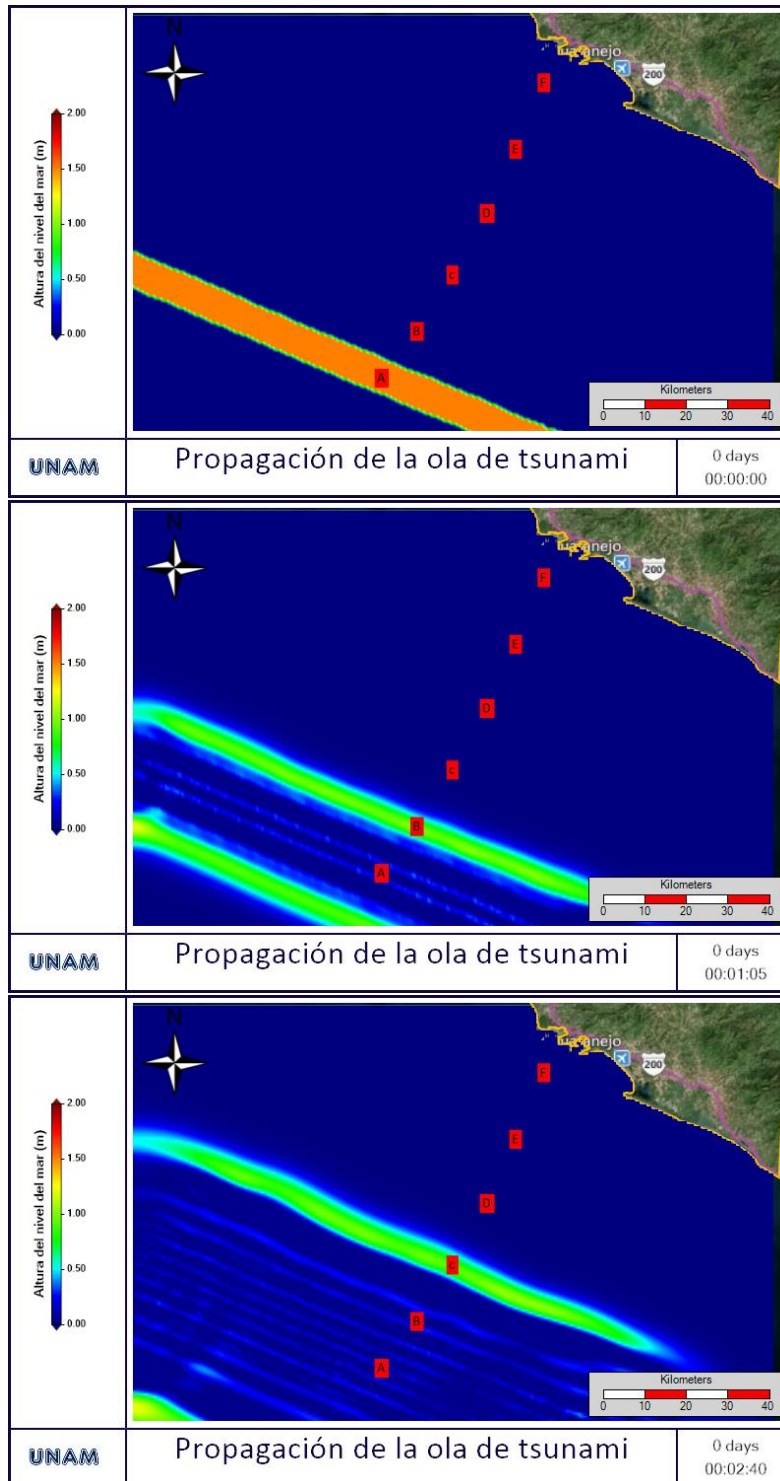 N
Altura del nivel del mar (m)
2.00
1.50
1.00
0.50
0.00
anejo
200
F
E
D
c
B
A
Kilometers
0 10 20 30 40
UNAM
Propagación de la ola de tsunami
0 days
00:00:00
N
Altura del nivel del mar (m)
2.00
1.50
1.00
0.50
0.00
anejo
200
F
E
D
c
B
A
Kilometers
0 10 20 30 40
UNAM
Propagación de la ola de tsunami
0 days
00:01:05
N
Altura del nivel del mar (m)
2.00
1.50
1.00
0.50
0.00
anejo
200
F
E
D
c
B
A
Kilometers
0 10 20 30 40
UNAM
Propagación de la ola de tsunami
0 days
00:02:40